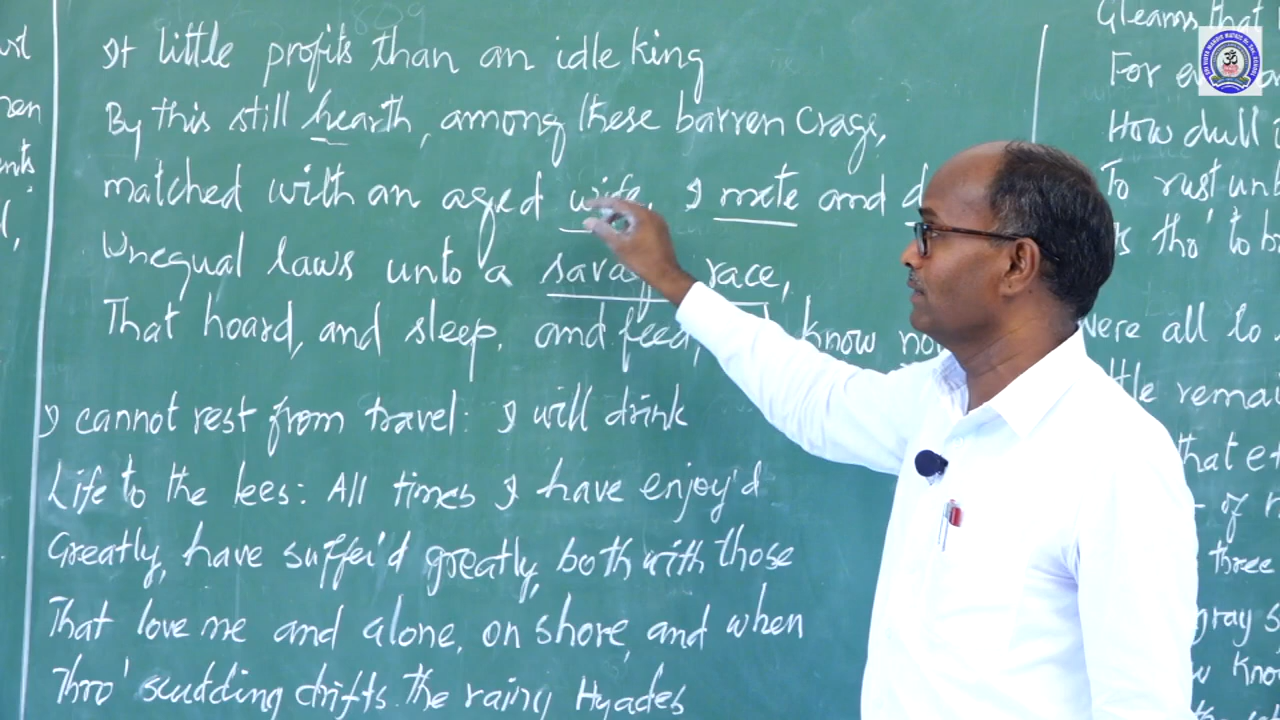 It little profits than an idle king
By this still hearth, among these barren Crags,
matched with an aged wife, I mete and d
Unequal laws unto a savage race,
That hoard, and sleep, and feed, know no
I cannot rest from travel: I will drink
Life to the lees: All times I have enjoy'd
Greatly, have suffer'd greatly, both with those
That love me and alone, on shore, and when
Thro' scudding drifts the rainy Hyades
Gleams that
For e
How dull
To rust un
tho' to b
were all to
remai
that e
of
three
gray
know